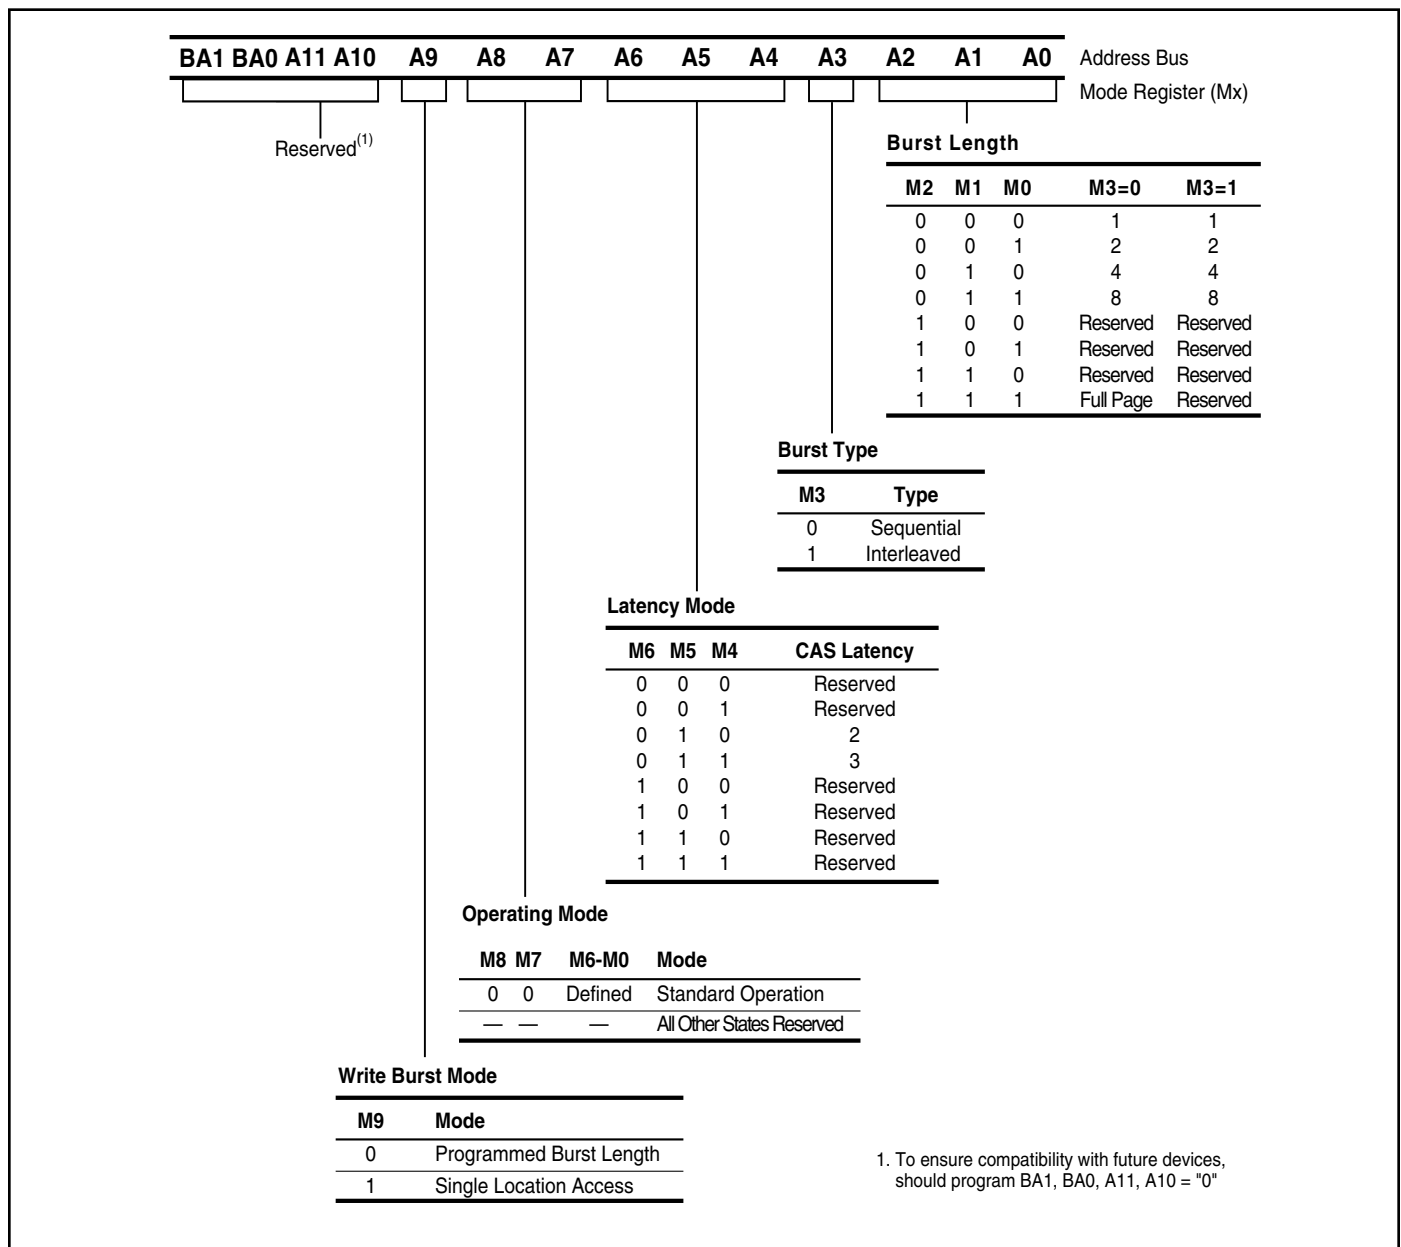 BA1 BA0 A11 A10 A9 A8 A7 A6 A5 A4 A3 A2 A1 A0 Address Bus
Mode Register (Mx)
Reserved(1)
Burst Length
M2 M1 M0 M3=0 M3=1
0 0 0 1 1
0 0 1 2 2
0 1 0 4 4
0 1 1 8 8
1 0 0 Reserved Reserved
1 0 1 Reserved Reserved
1 1 0 Reserved Reserved
1 1 1 Full Page Reserved
Burst Type
M3 Type
0 Sequential
1 Interleaved
Latency Mode
M6 M5 M4 CAS Latency
0 0 0 Reserved
0 0 1 Reserved
0 1 0 2
0 1 1 3
1 0 0 Reserved
1 0 1 Reserved
1 1 0 Reserved
1 1 1 Reserved
Operating Mode
M8 M7 M6-M0 Mode
0 0 Defined Standard Operation
— — — All Other States Reserved
Write Burst Mode
M9 Mode
0 Programmed Burst Length
1 Single Location Access
1. To ensure compatibility with future devices,
should program BA1, BA0, A11, A10 = "0"